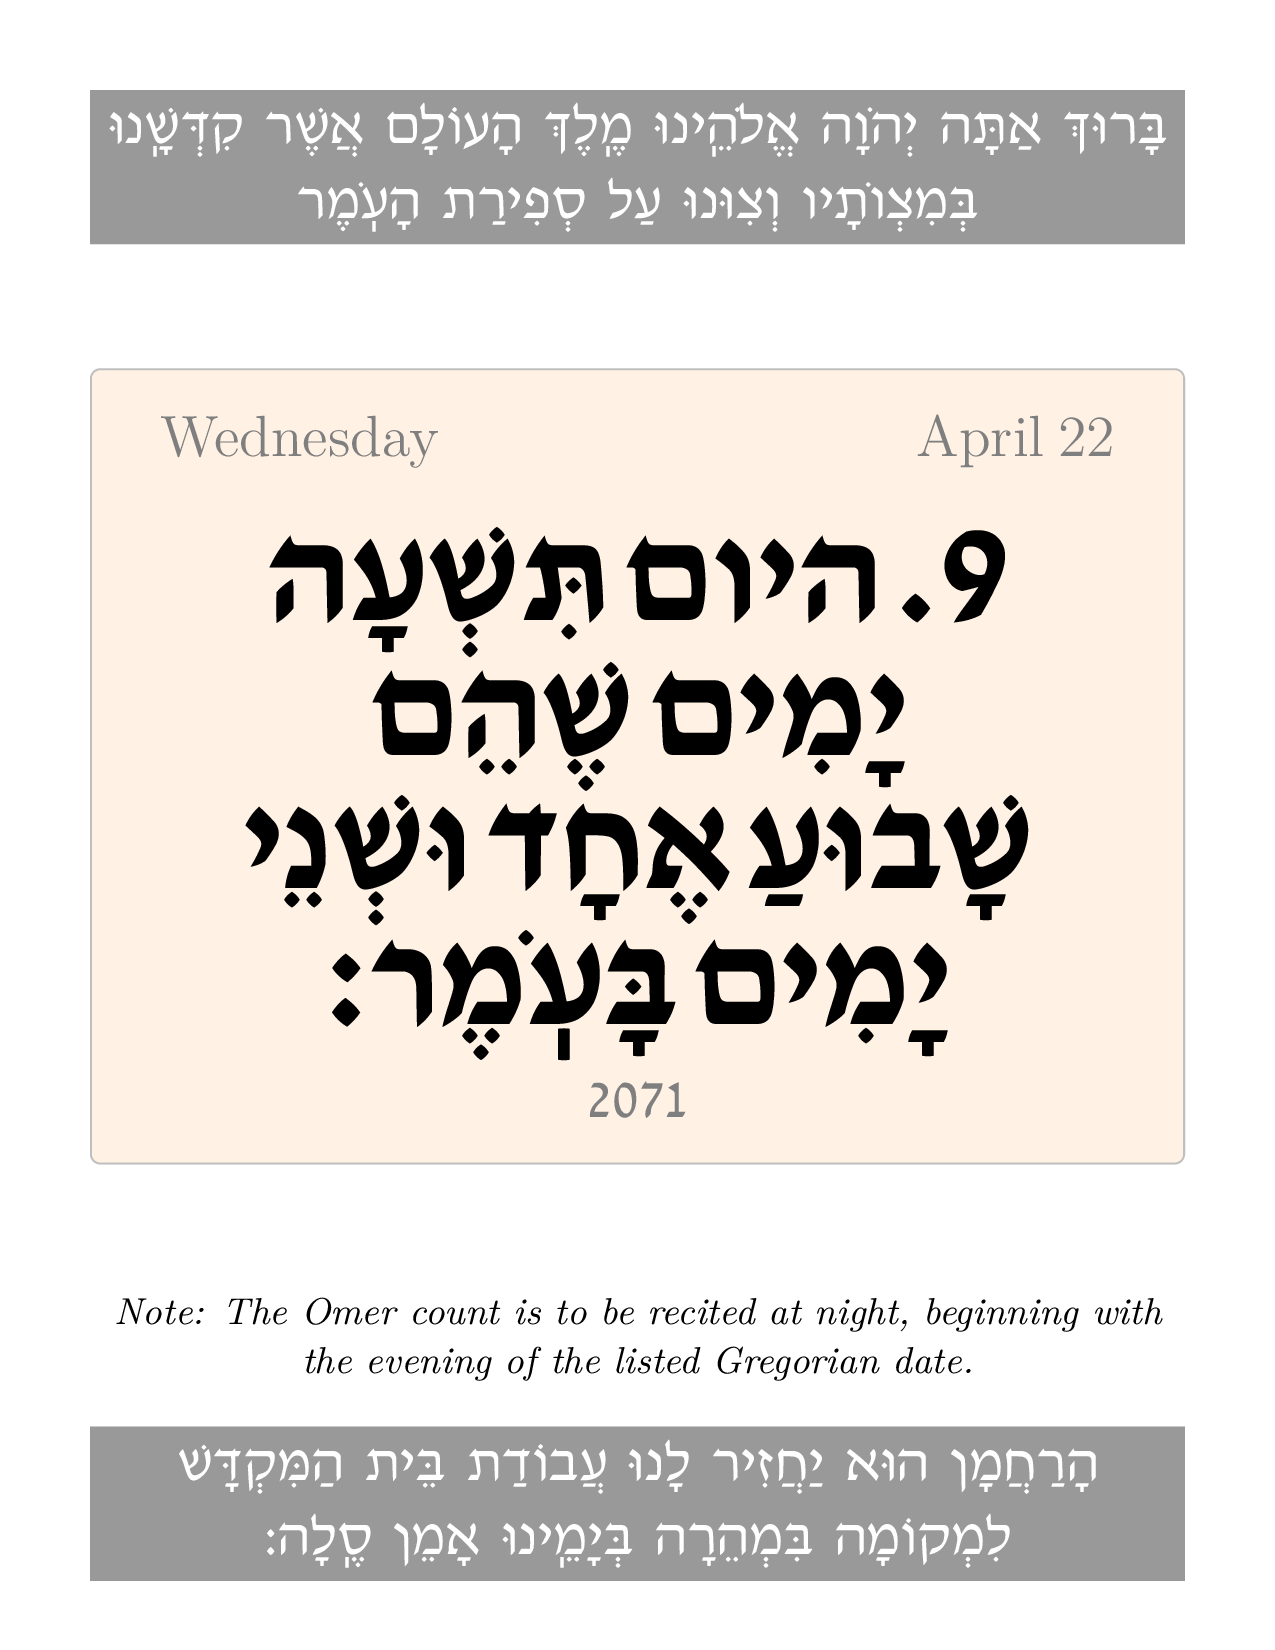 בָּרוּךְ אַתָּה יְהֹוָה אֱלֹהֵֽינוּ מֶֽלֶךְ הָעוֹלָם אֲשֶׁר קִדְּשָֽׁנוּ
בְּמִצְוֹתָיו וְצִוּנוּ עַל סְפִירַת הָעֹֽמֶר
Wednesday April 22
9. היום תִּשְׁעָה
יָמִים שֶׁהֵם
שָׁבוּעַ אֶחָד וּשְׁנֵי
יָמִים בָּעֹֽמֶר:
2071
Note: The Omer count is to be recited at night, beginning with
the evening of the listed Gregorian date.
הָרַחֲמָן הוּא יַחֲזִיר לָנוּ עֲבוֹדַת בֵּית הַמִּקְדָּשׁ
לִמְקוֹמָהּ בִּמְהֵרָה בְּיָמֵֽינוּ אָמֵן סֶֽלָה: